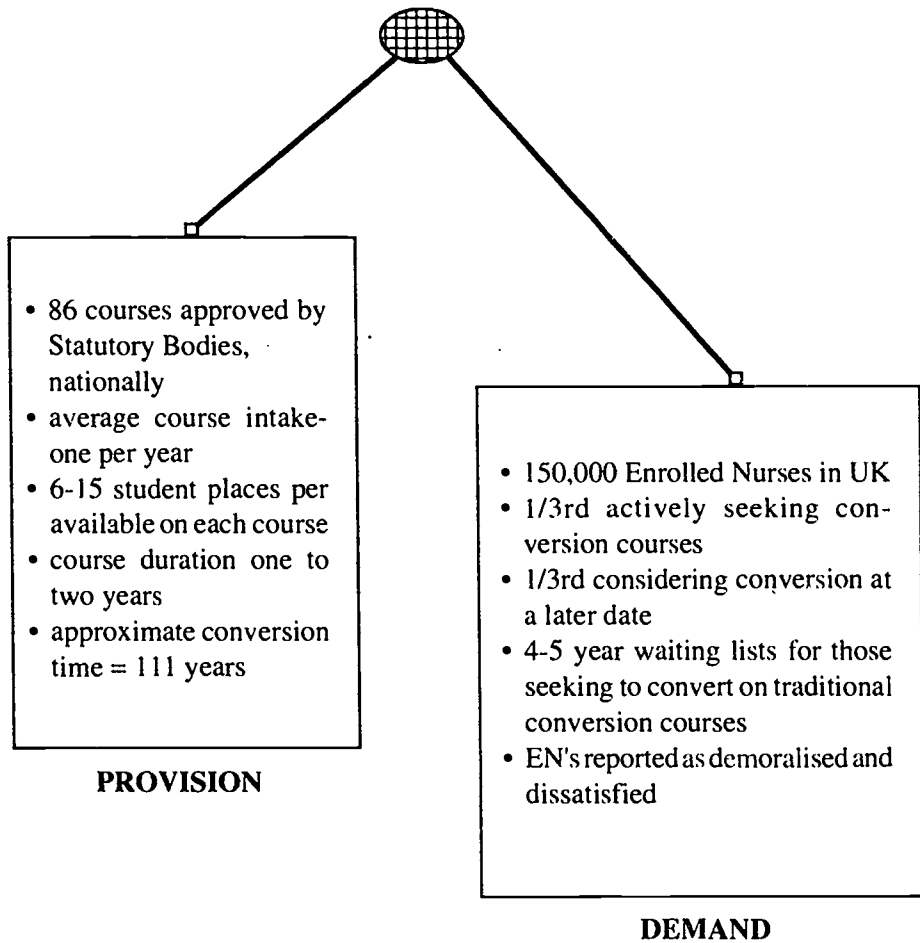 • 86 courses approved by
Statutory Bodies,
nationally
• average course intake-
one per year
• 6-15 student places per
available on each course
• course duration one to
two years
• approximate conversion
time = 111 years
PROVISION
• 150,000 Enrolled Nurses in UK
• 1/3rd actively seeking con-
version courses
• 1/3rd considering conversion at
a later date
• 4-5 year waiting lists for those
seeking to convert on traditional
conversion courses
• EN's reported as demoralised and
dissatisfied
DEMAND